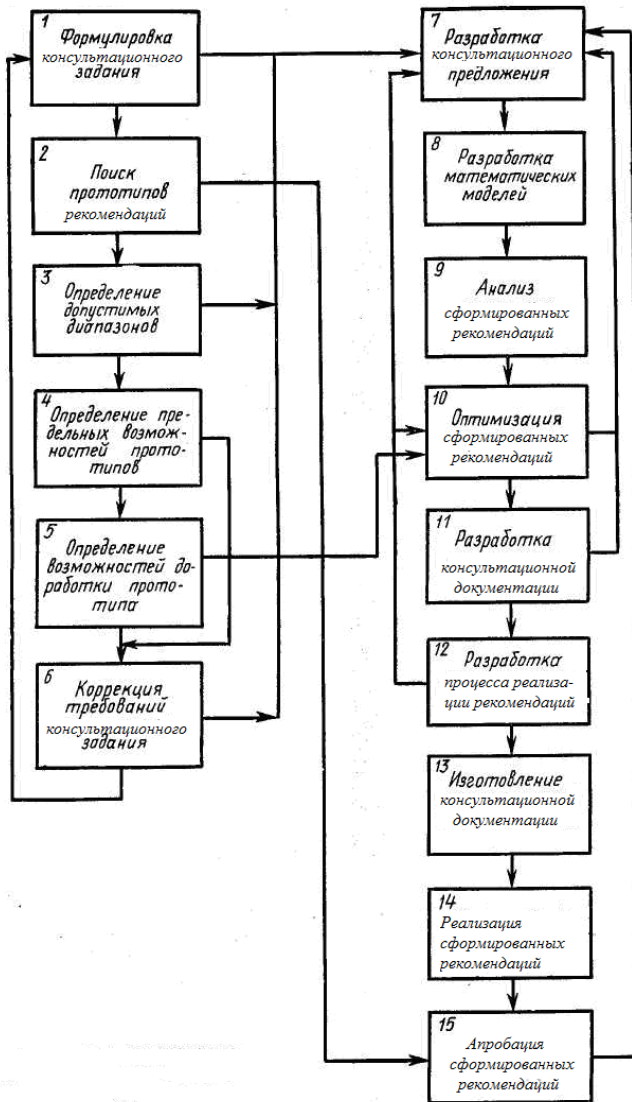 1
Формулировка
консультационного
задания
2
Поиск
прототипов
рекомендаций
3
Определение
допустимых
диапазонов
4
Определение пре-
дельных возмож-
ностей прото-
типов
5
Определение
возможностей до-
работки прото-
типа
6
Коррекция
требований
консультационного
задания
7
Разработка
консультационного
предложения
8
Разработка
математических
моделей
9
Анализ
сформированных
рекомендаций
10
Оптимизация
сформированных
рекомендаций
11
Разработка
консультационной
документации
12
Разработка
процесса реализа-
ции рекомендаций
13
Изготовление
консультационной
документации
14
Реализация
сформированных
рекомендаций
15
Апробация
сформированных
рекомендаций